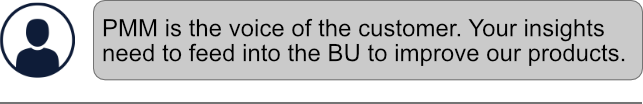 PMM is the voice of the customer. Your insights
need to feed into the BU to improve our products.